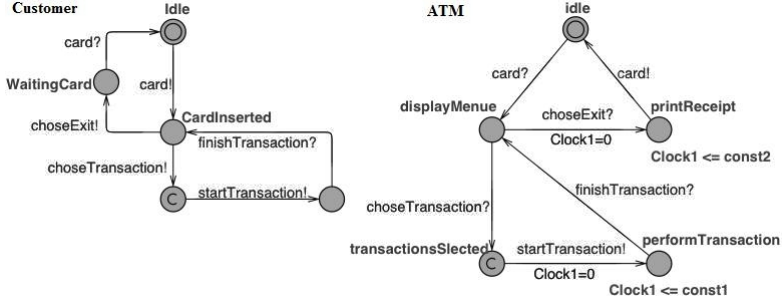 Customer
Idle
card?
WaitingCard
card!
CardInserted
choseExit!
finishTransaction?
choseTransaction!
C
startTransaction!
ATM
idle
card?
card!
displayMenue
choseExit?
printReceipt
Clock1=0
Clock1 <= const2
finishTransaction?
choseTransaction?
performTransaction
transactionsSlected
startTransaction!
C
Clock1=0
Clock1 <= const1